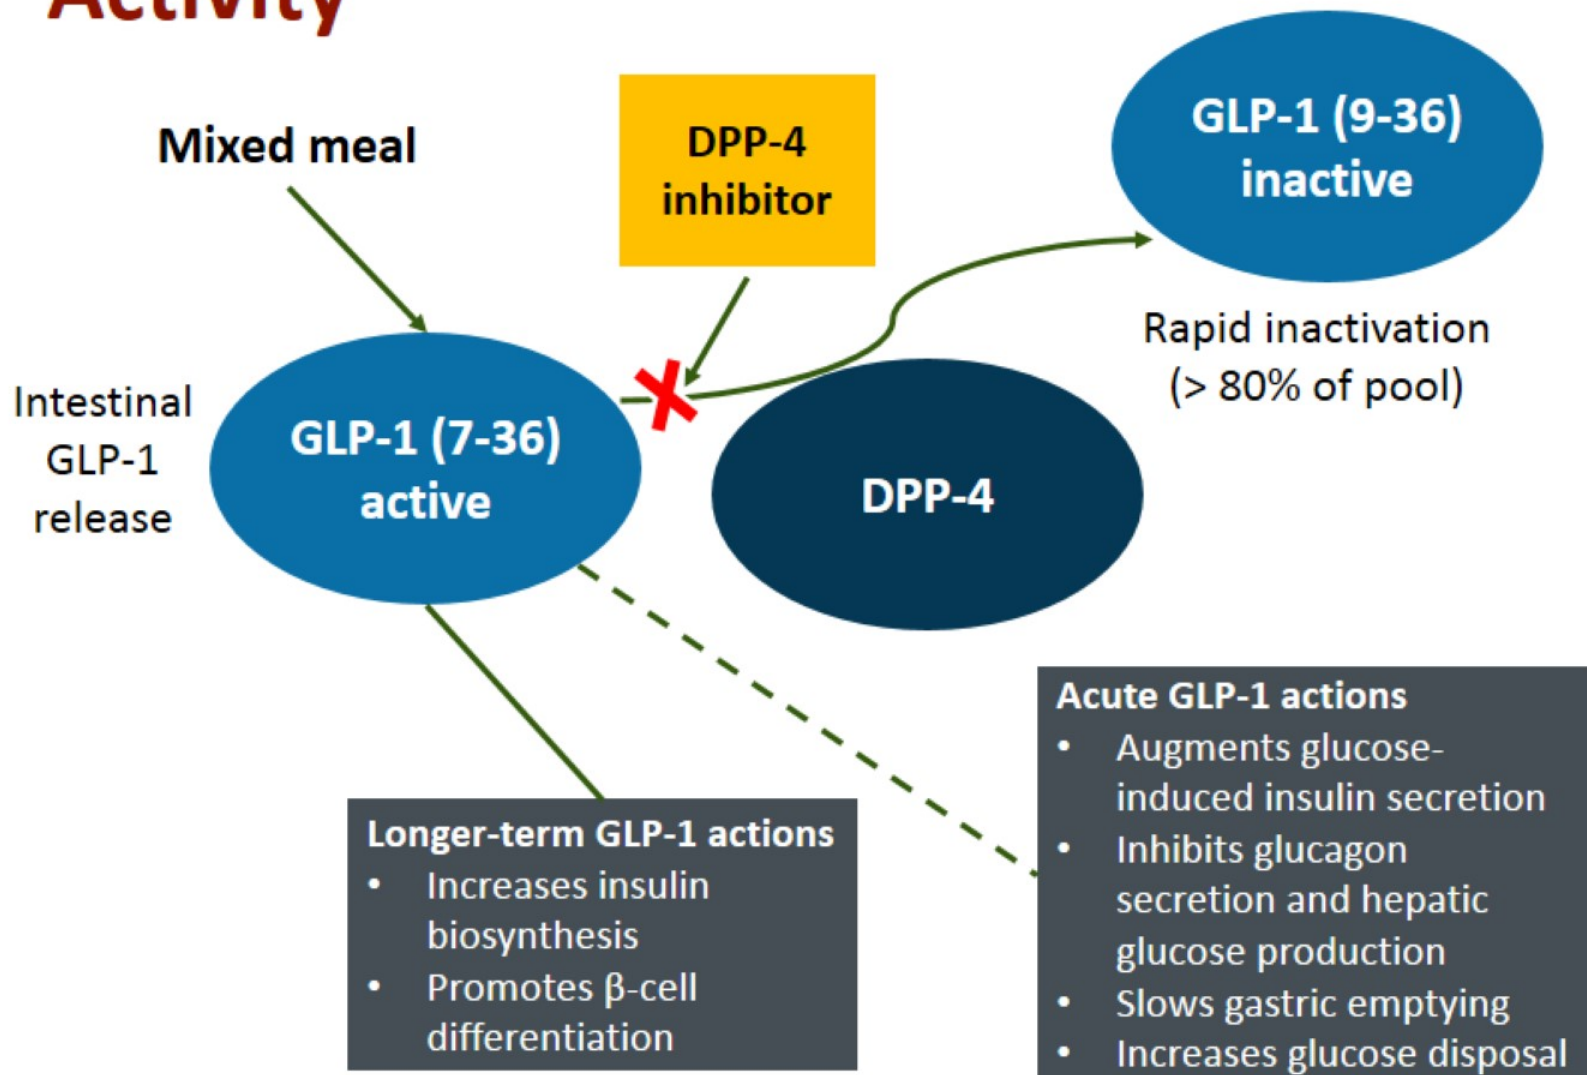 Activity
Mixed meal
DPP-4
inhibitor
GLP-1 (9-36)
inactive
Rapid inactivation
(> 80% of pool)
Intestinal
GLP-1
release
GLP-1 (7-36)
active
DPP-4
Longer-term GLP-1 actions
• Increases insulin
biosynthesis
• Promotes β-cell
differentiation
Acute GLP-1 actions
• Augments glucose-
induced insulin secretion
• Inhibits glucagon
secretion and hepatic
glucose production
• Slows gastric emptying
• Increases glucose disposal